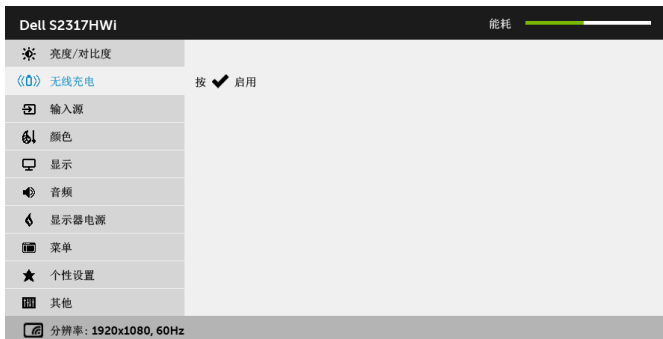 Dell S2317HWi 能耗
亮度/对比度
无线充电 按 ✔ 启用
输入源
颜色
显示
音频
显示器电源
菜单
个性设置
其他
分辨率: 1920x1080, 60Hz